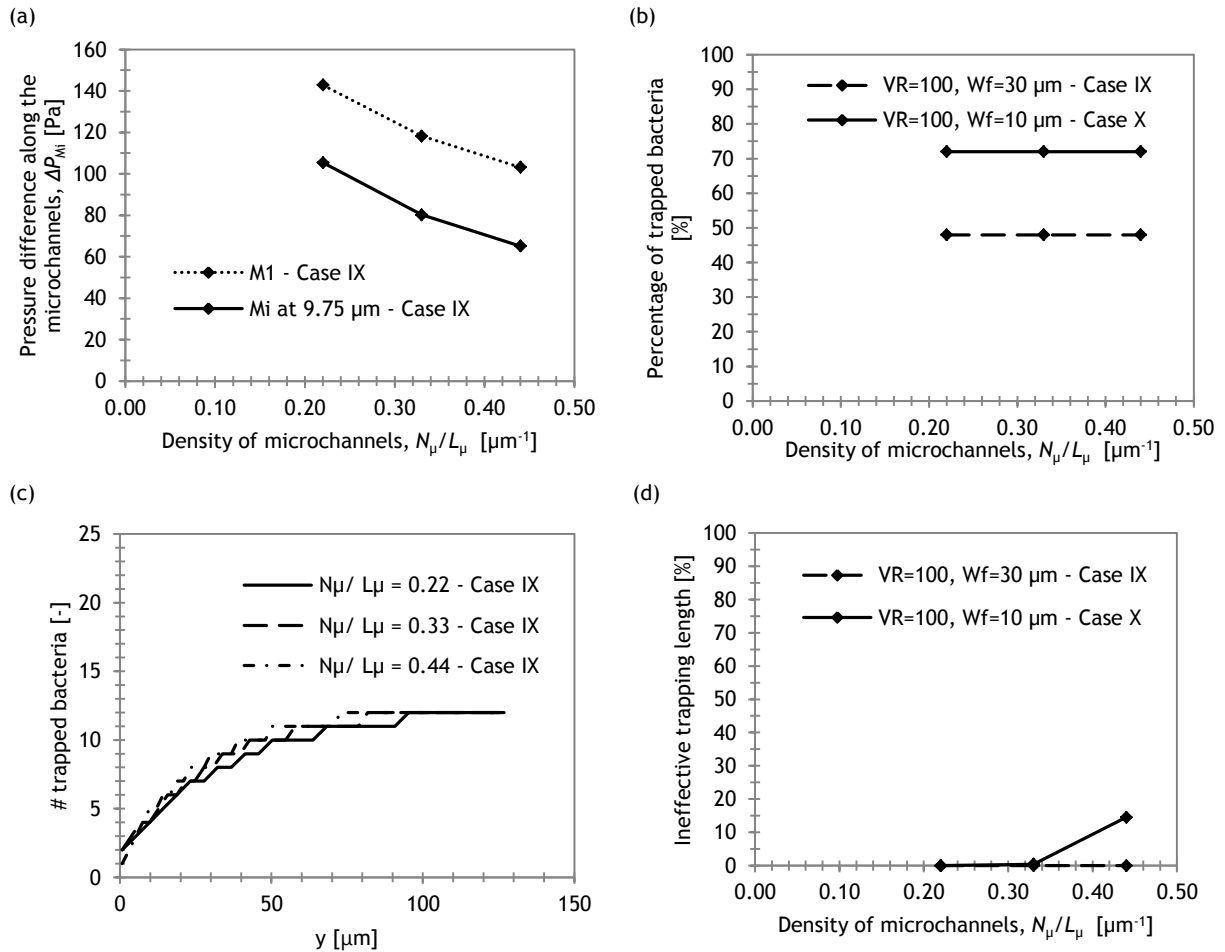 (a)
160
140
120
100
80
60
40
20
0
Pressure difference along the
microchannels, ΔP_Mi [Pa]
M1 - Case IX
Mi at 9.75 µm - Case IX
0.00 0.10 0.20 0.30 0.40 0.50
Density of microchannels, Nµ/Lµ [µm⁻¹]
(b)
100
90
80
70
60
50
40
30
20
10
0
Percentage of trapped bacteria
[%]
VR=100, Wf=30 µm - Case IX
VR=100, Wf=10 µm - Case X
0.00 0.10 0.20 0.30 0.40 0.50
Density of microchannels, Nµ/Lµ [µm⁻¹]
(c)
25
20
15
10
5
0
# trapped bacteria [-]
Nµ/ Lµ = 0.22 - Case IX
Nµ/ Lµ = 0.33 - Case IX
Nµ/ Lµ = 0.44 - Case IX
0 50 100 150
y [µm]
(d)
100
90
80
70
60
50
40
30
20
10
0
Ineffective trapping length [%]
VR=100, Wf=30 µm - Case IX
VR=100, Wf=10 µm - Case X
0.00 0.10 0.20 0.30 0.40 0.50
Density of microchannels, Nµ/Lµ [µm⁻¹]